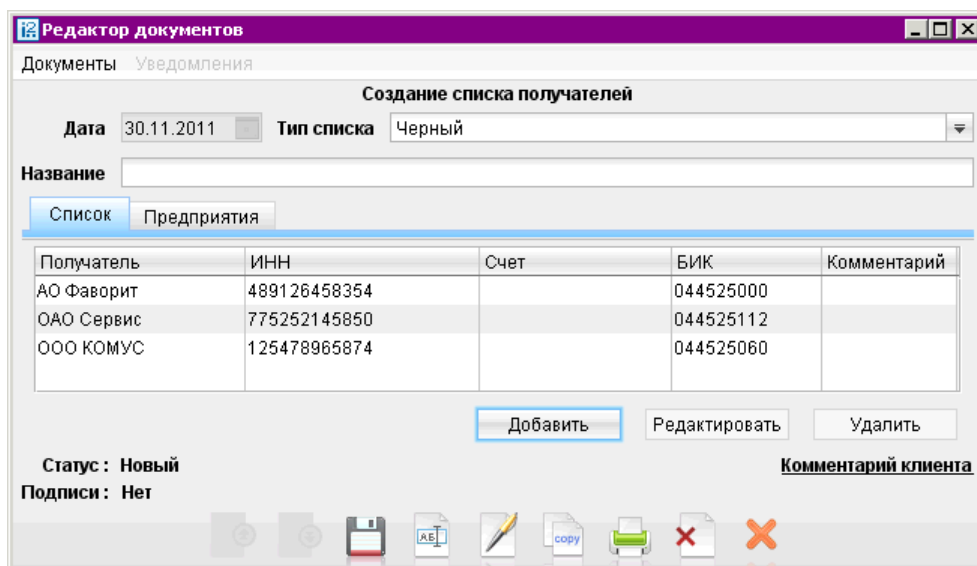 Редактор документов
Документы Уведомления
Создание списка получателей
Дата 30.11.2011 Тип списка Черный
Название
Список Предприятия
Получатель ИНН Счет БИК Комментарий
АО Фаворит 489126458354 044525000
ОАО Сервис 775252145850 044525112
ООО КОМУС 125478965874 044525060
Добавить Редактировать Удалить
Статус : Новый Комментарий клиента
Подписи : Нет
АБ copy